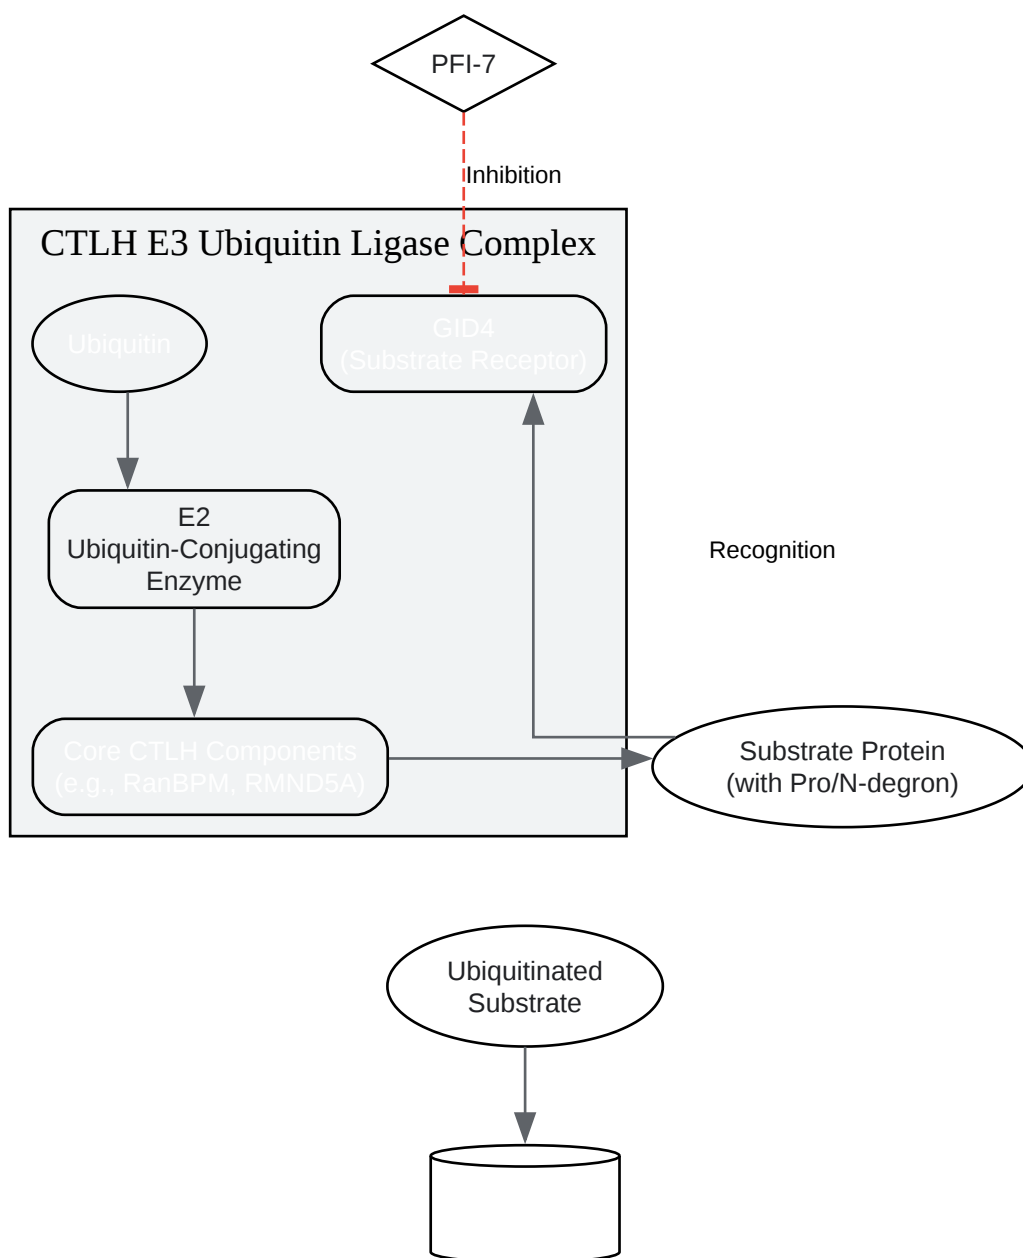 PFI-7
Inhibition
CTLH E3 Ubiquitin Ligase Complex
Ubiquitin
GID4
(Substrate Receptor)
E2
Ubiquitin-Conjugating
Enzyme
Recognition
Core CTLH Components
(e.g., RanBPM, RMND5A)
Substrate Protein
(with Pro/N-degron)
Ubiquitinated
Substrate